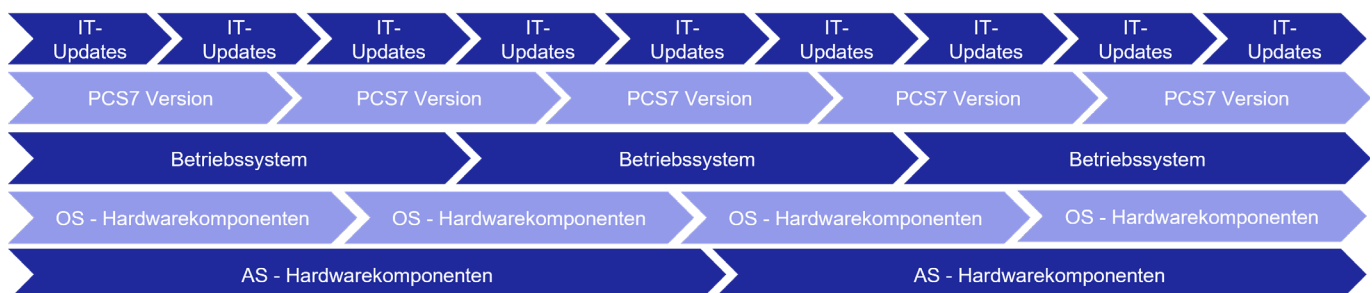 IT- IT- IT- IT- IT- IT- IT- IT- IT-
Updates Updates Updates Updates Updates Updates Updates Updates Updates
PCS7 Version PCS7 Version PCS7 Version PCS7 Version PCS7 Version
Betriebssystem Betriebssystem Betriebssystem
OS - Hardwarekomponenten OS - Hardwarekomponenten OS - Hardwarekomponenten OS - Hardwarekomponenten
AS - Hardwarekomponenten AS - Hardwarekomponenten